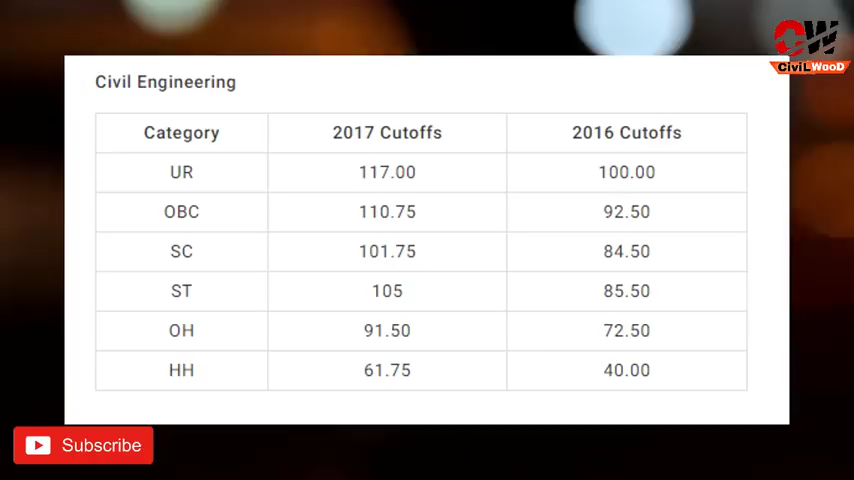 CW
CiviLWooD
Civil Engineering
Category 2017 Cutoffs 2016 Cutoffs
UR 117.00 100.00
OBC 110.75 92.50
SC 101.75 84.50
ST 105 85.50
OH 91.50 72.50
HH 61.75 40.00
Subscribe